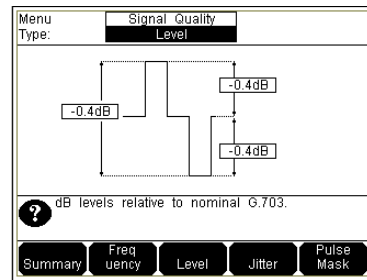 Menu Signal Quality
Type: Level
-0.4dB
-0.4dB
-0.4dB
? dB levels relative to nominal G.703.
Summary Freq uency Level Jitter Pulse Mask